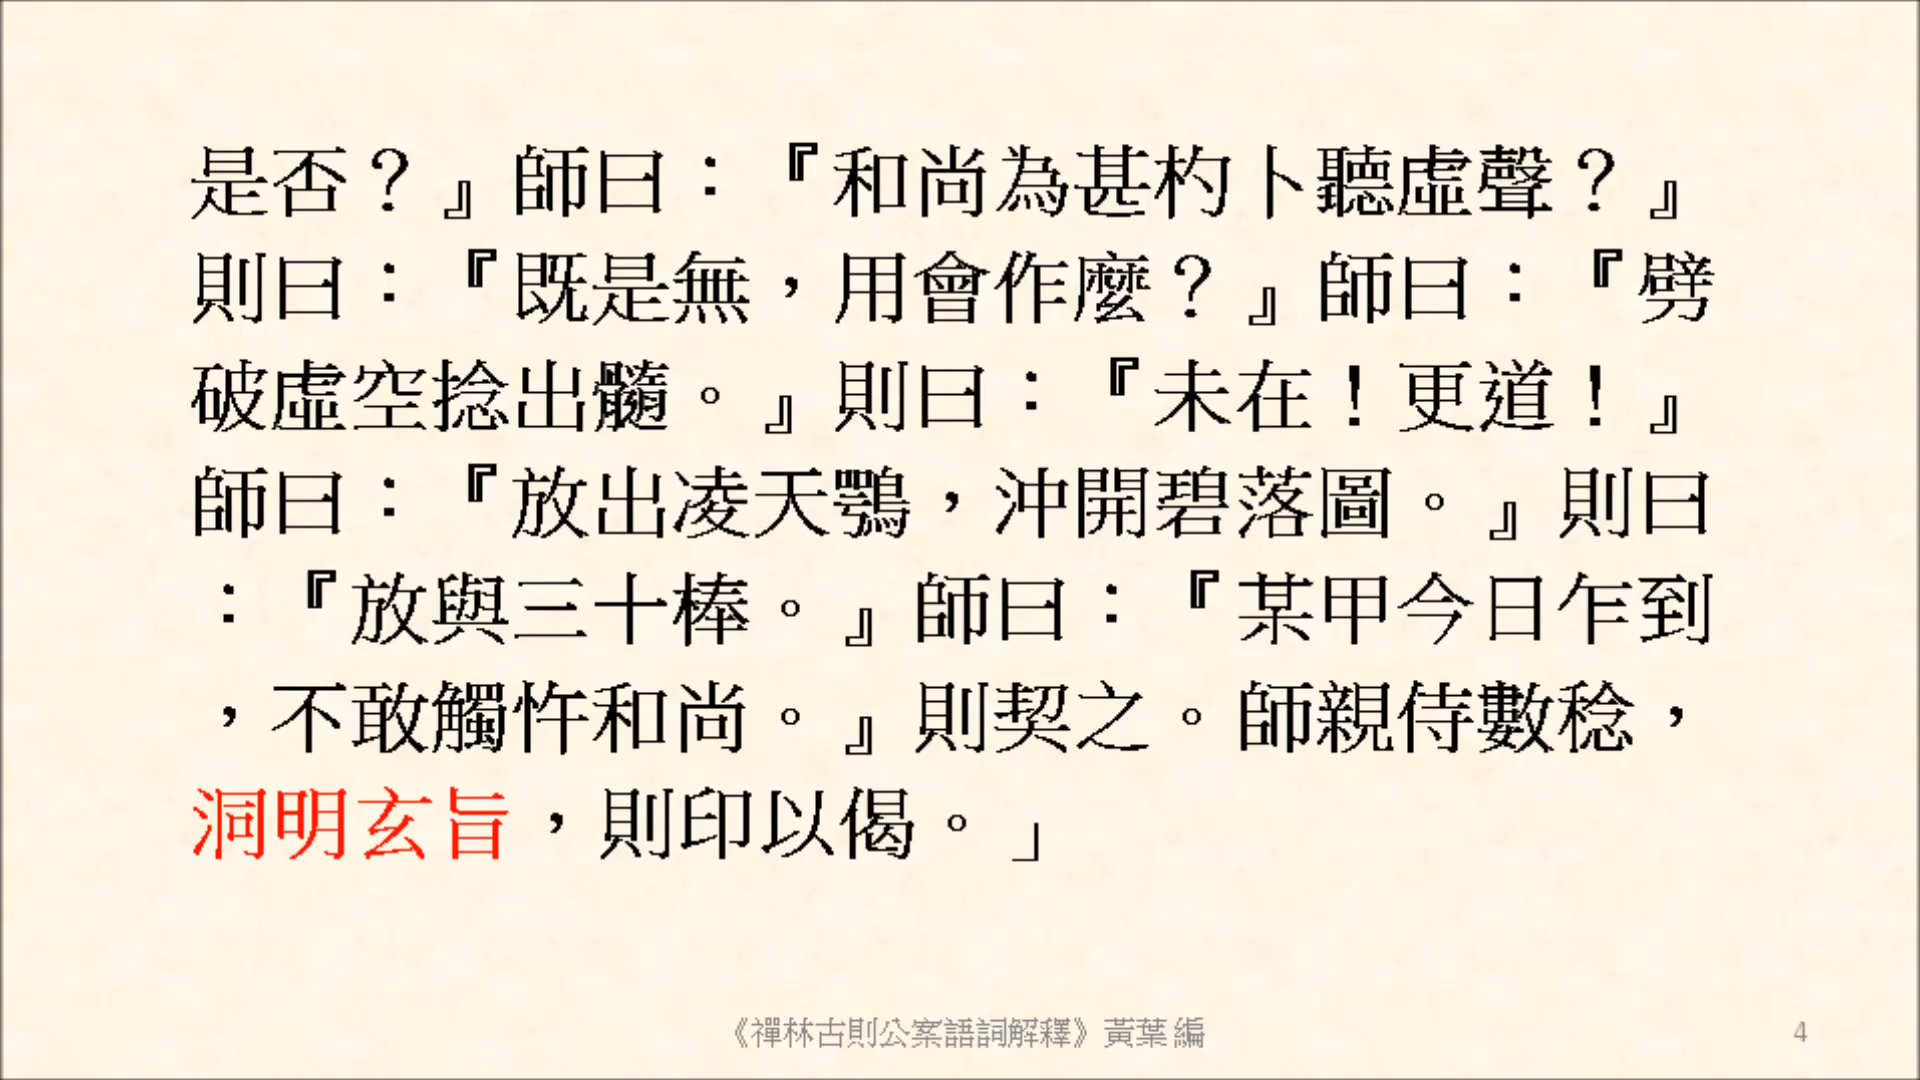 是否？』師曰：『和尚為甚杓卜聽虛聲？』
則曰：『既是無，用會作麼？』師曰：『劈
破虛空捻出髓。』則曰：『未在！更道！』
師曰：『放出凌天鶚，沖開碧落圖。』則曰
：『放與三十棒。』師曰：『某甲今日乍到
，不敢觸忤和尚。』則契之。師親侍數稔，
洞明玄旨，則印以偈。」
《禪林古則公案語詞解釋》黃葉 編
4